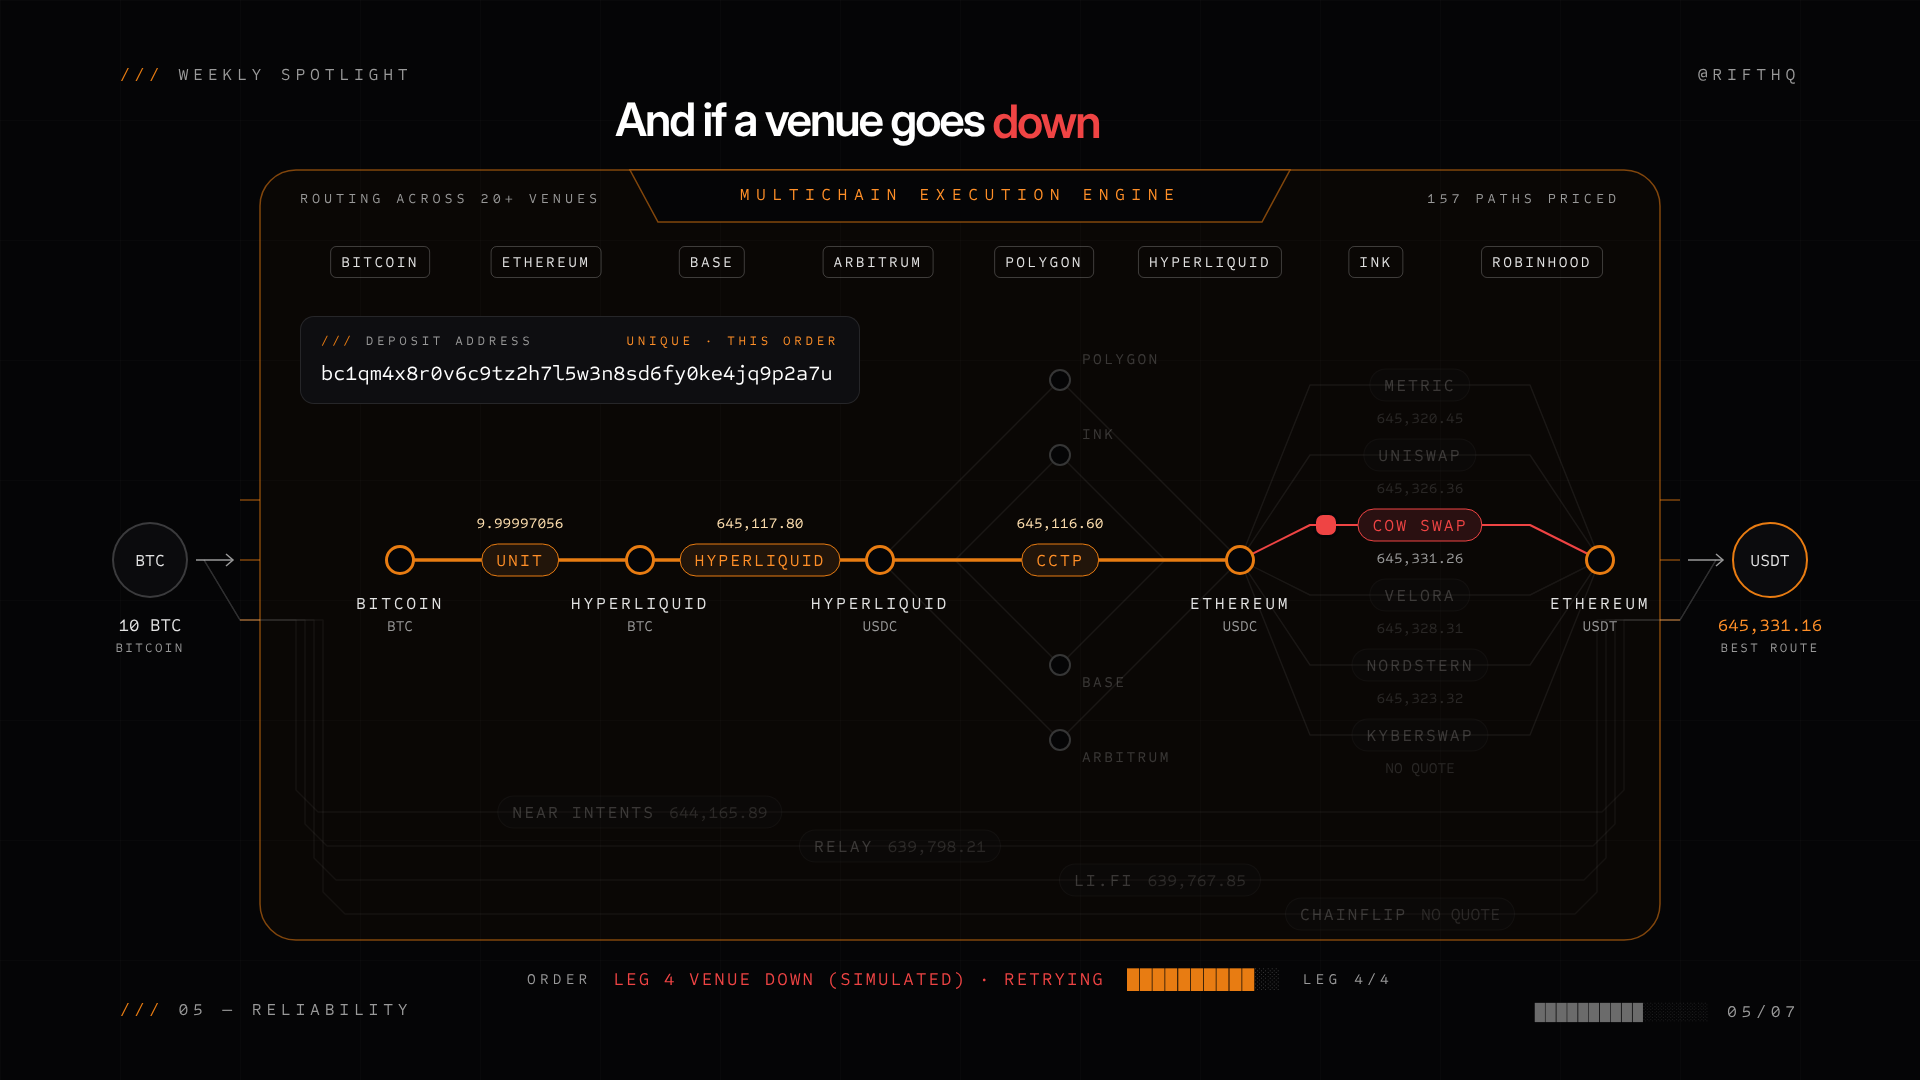 /// WEEKLY SPOTLIGHT
@RIFTHQ
And if a venue goes down
ROUTING ACROSS 20+ VENUES
MULTICHAIN EXECUTION ENGINE
157 PATHS PRICED
BITCOIN
ETHEREUM
BASE
ARBITRUM
POLYGON
HYPERLIQUID
INK
ROBINHOOD
/// DEPOSIT ADDRESS
UNIQUE · THIS ORDER
bc1qm4x8r0v6c9tz2h7l5w3n8sd6fy0ke4jq9p2a7u
POLYGON
INK
METRIC
645,320.45
UNISWAP
645,326.36
9.99997056
645,117.80
645,116.60
COW SWAP
645,331.26
BTC
UNIT
HYPERLIQUID
CCTP
USDT
BITCOIN
BTC
HYPERLIQUID
BTC
HYPERLIQUID
USDC
ETHEREUM
USDC
VELORA
645,328.31
ETHEREUM
USDT
10 BTC
BITCOIN
645,331.16
BEST ROUTE
NORDSTERN
645,323.32
BASE
KYBERSWAP
NO QUOTE
ARBITRUM
NEAR INTENTS 644,165.89
RELAY 639,798.21
LI.FI 639,767.85
CHAINFLIP NO QUOTE
ORDER LEG 4 VENUE DOWN (SIMULATED) · RETRYING LEG 4/4
/// 05 — RELIABILITY
05/07